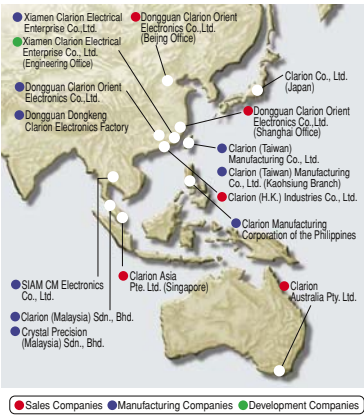 Xiamen Clarion Electrical
Enterprise Co.,Ltd.
Xiamen Clarion Electrical
Enterprise Co., Ltd.
(Engineering Office)
Dongguan Clarion Orient
Electronics Co.,Ltd.
(Beijing Office)
Dongguan Clarion Orient
Electronics Co.,Ltd.
Dongguan Dongkeng
Clarion Electronics Factory
Clarion Co., Ltd.
(Japan)
Dongguan Clarion Orient
Electronics Co.,Ltd.
(Shanghai Office)
Clarion (Taiwan)
Manufacturing Co., Ltd.
Clarion (Taiwan) Manufacturing
Co., Ltd. (Kaohsiung Branch)
Clarion (H.K.) Industries Co., Ltd.
Clarion Manufacturing
Corporation of the Philippines
SIAM CM Electronics
Co., Ltd.
Clarion (Malaysia) Sdn., Bhd.
Crystal Precision
(Malaysia) Sdn., Bhd.
Clarion Asia
Pte. Ltd. (Singapore)
Clarion
Australia Pty. Ltd.
Sales Companies Manufacturing Companies Development Companies